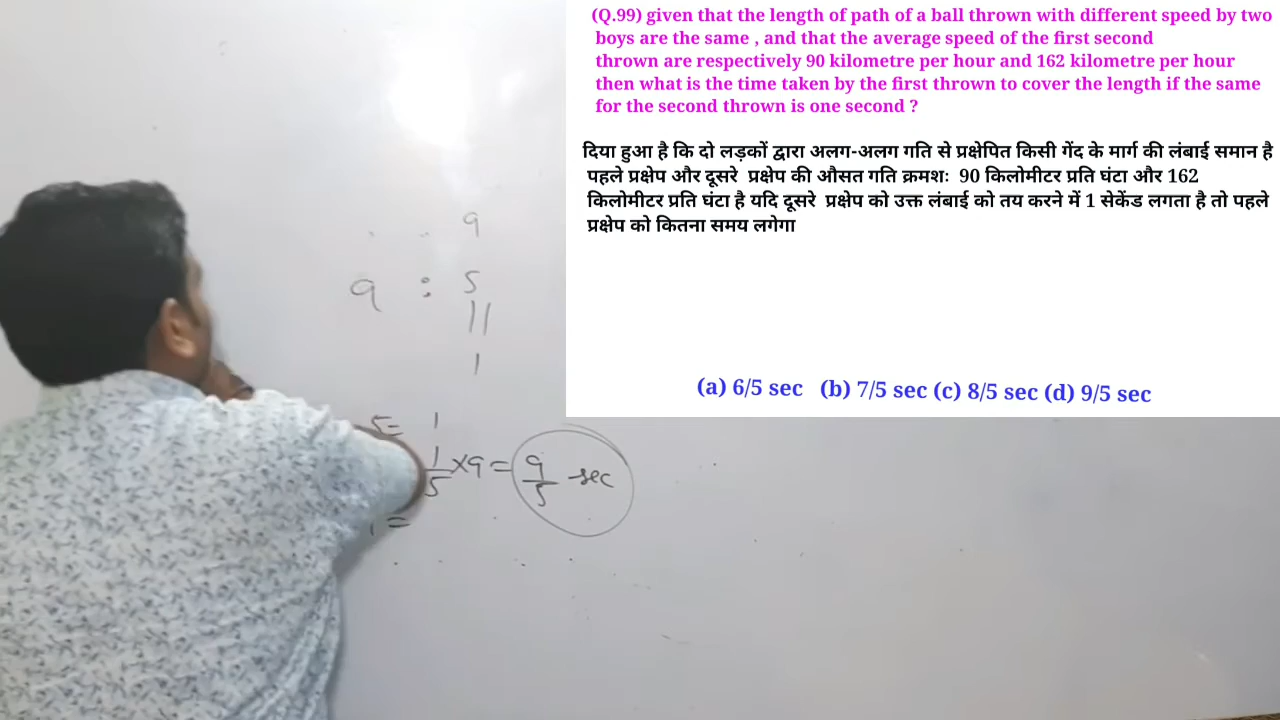 (Q.99) given that the length of path of a ball thrown with different speed by two
boys are the same , and that the average speed of the first second
thrown are respectively 90 kilometre per hour and 162 kilometre per hour
then what is the time taken by the first thrown to cover the length if the same
for the second thrown is one second ?
दिया हुआ है कि दो लड़कों द्वारा अलग-अलग गति से प्रक्षेपित किसी गेंद के मार्ग की लंबाई समान है
पहले प्रक्षेप और दूसरे प्रक्षेप की औसत गति क्रमशः 90 किलोमीटर प्रति घंटा और 162
किलोमीटर प्रति घंटा है यदि दूसरे प्रक्षेप को उक्त लंबाई को तय करने में 1 सेकेंड लगता है तो पहले
प्रक्षेप को कितना समय लगेगा
(a) 6/5 sec (b) 7/5 sec (c) 8/5 sec (d) 9/5 sec
9
9 : 5
11
1
5 = 1
1/5 × 9 = 9/5 sec